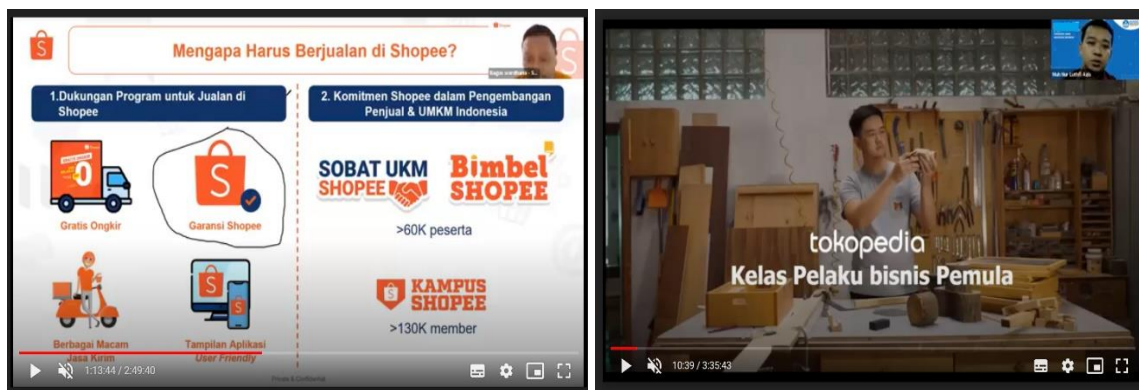 Shopee
Mengapa Harus Berjualan di Shopee?
1.Dukungan Program untuk Jualan di
Shopee
2. Komitmen Shopee dalam Pengembangan
Penjual & UMKM Indonesia
Gratis Ongkir
Garansi Shopee
SOBAT UKM
SHOPEE
Bimbel
SHOPEE
>60K peserta
Berbagai Macam
Jasa Kirim
Tampilan Aplikasi
User Friendly
KAMPUS
SHOPEE
>130K member
1:13:44 / 2:49:40
Private & Confidential
tokopedia
Kelas Pelaku bisnis Pemula
10:39 / 3:35:43